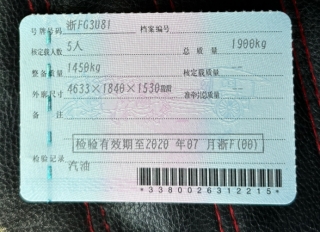 号牌号码 浙FG3U81 档案编号
核定载人数 5人 总质量 1900kg
整备质量 1450kg 核定载质量 --
外廓尺寸 4633×1840×1530mm 准牵引总质量 --
备注
检验有效期至2020 年07 月浙F(00)
检验记录
汽油
*3380026312215*